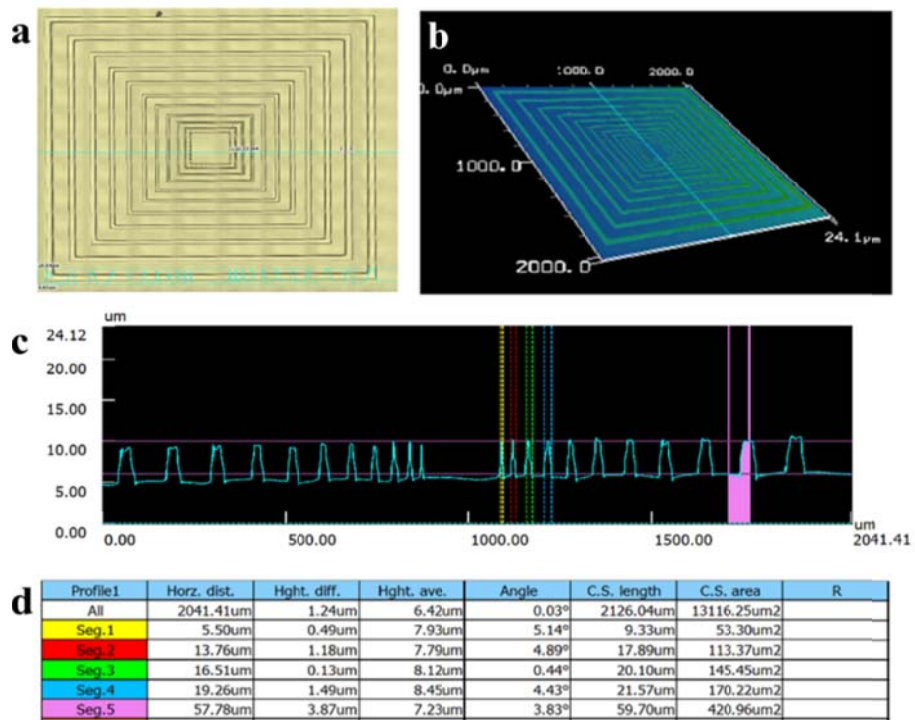 a
b
0.0μm
1000.0
2000.0
0.0μm
1000.0
2000.0
24.1μm
c
um
24.12
20.00
15.00
10.00
5.00
0.00
0.00 500.00 1000.00 1500.00 2041.41
um
d
Profile1 Horz. dist. Hght. diff. Hght. ave. Angle C.S. length C.S. area R
All 2041.41um 1.24um 6.42um 0.03° 2126.04um 13116.25um2
Seg.1 5.50um 0.49um 7.93um 5.14° 9.33um 53.30um2
Seg.2 13.76um 1.18um 7.79um 4.89° 17.89um 113.37um2
Seg.3 16.51um 0.13um 8.12um 0.44° 20.10um 145.45um2
Seg.4 19.26um 1.49um 8.45um 4.43° 21.57um 170.22um2
Seg.5 57.78um 3.87um 7.23um 3.83° 59.70um 420.96um2